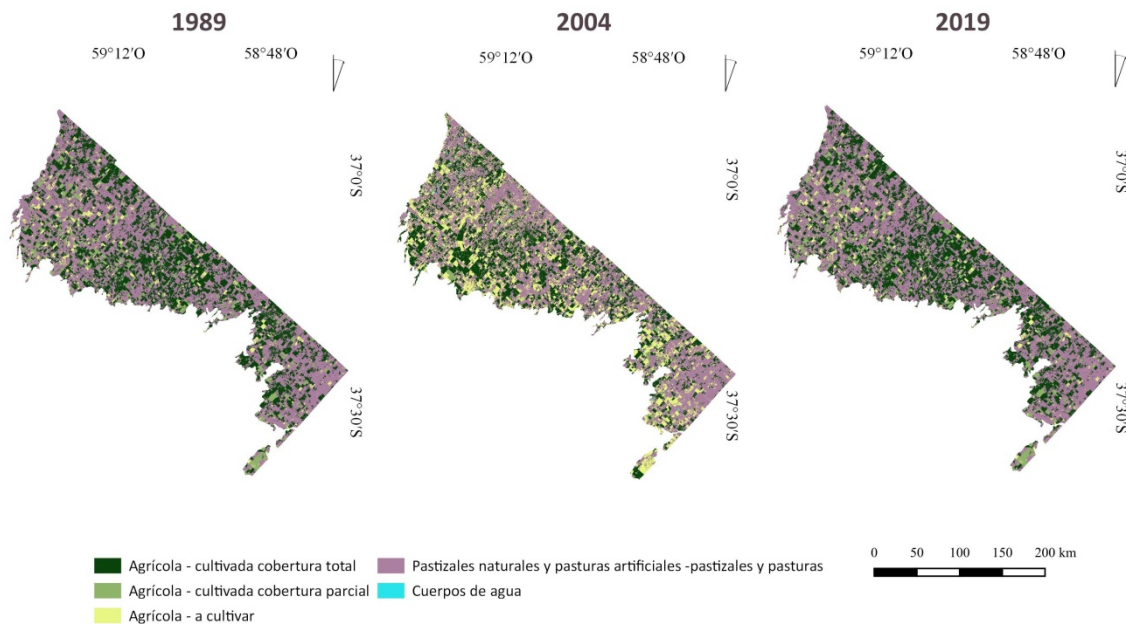 1989 2004 2019
59°12'O 58°48'O 59°12'O 58°48'O 59°12'O 58°48'O
37°0'S 37°0'S 37°0'S
37°30'S 37°30'S 37°30'S
Agrícola - cultivada cobertura total
Agrícola - cultivada cobertura parcial
Agrícola - a cultivar
Pastizales naturales y pasturas artificiales -pastizales y pasturas
Cuerpos de agua
0 50 100 150 200 km